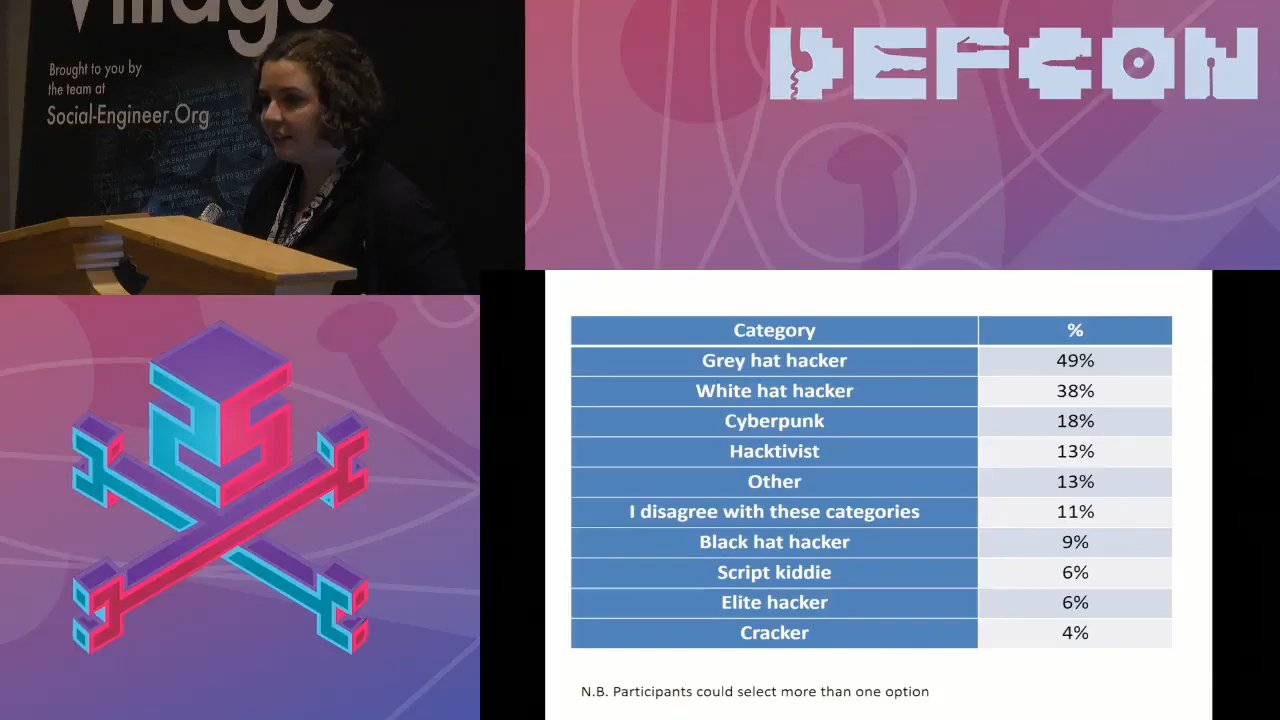 Village
Brought to you by
the team at
Social-Engineer.Org
DEFCON
Category %
Grey hat hacker 49%
White hat hacker 38%
Cyberpunk 18%
Hacktivist 13%
Other 13%
I disagree with these categories 11%
Black hat hacker 9%
Script kiddie 6%
Elite hacker 6%
Cracker 4%
N.B. Participants could select more than one option